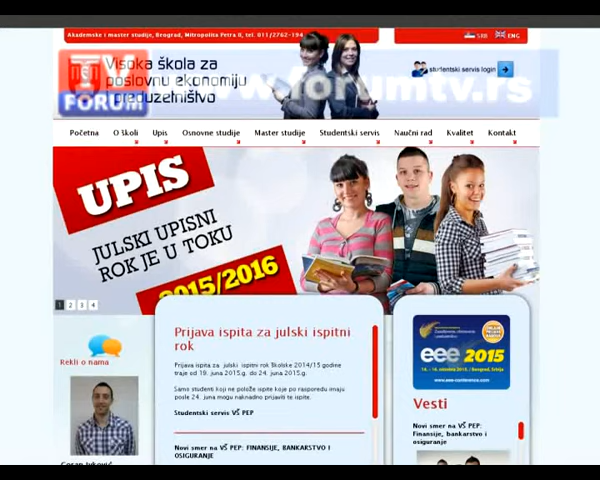 Akademske i master studije, Beograd, Mitropolita Petra 8, tel. 011/2762-194
SRB
ENG
Visoka škola za
poslovnu ekonomiju
i preduzetništvo
TV
FORUM
www.forumtv.rs
studentski servis login
Početna
O školi
Upis
Osnovne studije
Master studije
Studentski servis
Naučni rad
Kvalitet
Kontakt
UPIS
JULSKI UPISNI
ROK JE U TOKU
2015/2016
1 2 3 4
Rekli o nama
Prijava ispita za julski ispitni
rok
Prijava ispita za julski ispitni rok školske 2014/15 godine
traje od 19. juna 2015.g. do 24. juna 2015.g.
Samo studenti koji ne polože ispite koje po rasporedu imaju
posle 24. juna mogu naknadno prijaviti te ispite.
Studentski servis VŠ PEP
Novi smer na VŠ PEP: FINANSIJE, BANKARSTVO I
OSIGURANJE
eee 2015
www.eee-conference.com
Vesti
Novi smer na VŠ PEP:
Finansije, bankarstvo i
osiguranje